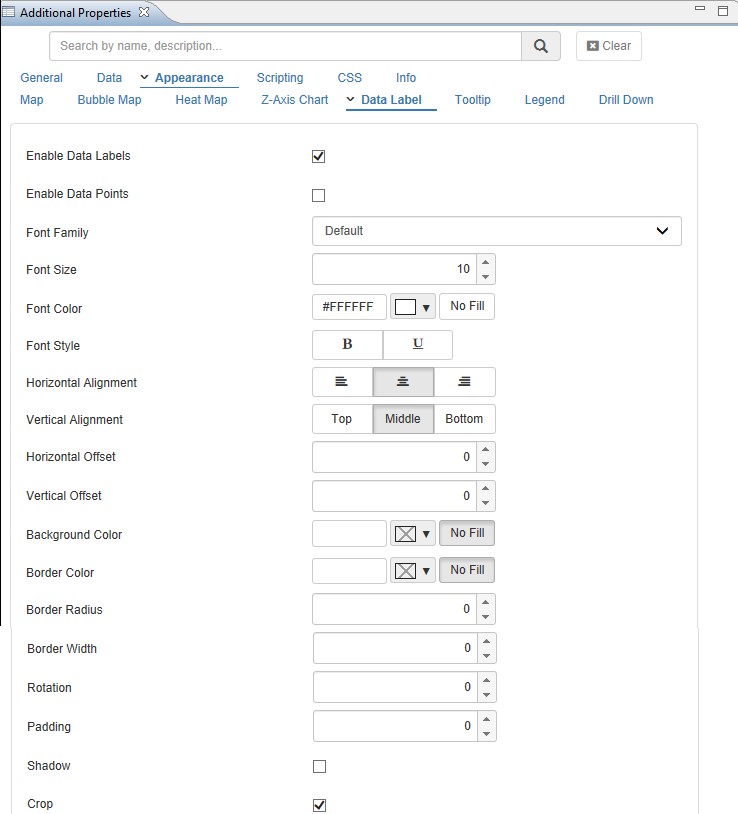 Additional Properties
Search by name, description... Clear
General Data Appearance Scripting CSS Info
Map Bubble Map Heat Map Z-Axis Chart Data Label Tooltip Legend Drill Down
Enable Data Labels
Enable Data Points
Font Family Default
Font Size 10
Font Color #FFFFFF No Fill
Font Style B U
Horizontal Alignment
Vertical Alignment Top Middle Bottom
Horizontal Offset 0
Vertical Offset 0
Background Color No Fill
Border Color No Fill
Border Radius 0
Border Width 0
Rotation 0
Padding 0
Shadow
Crop